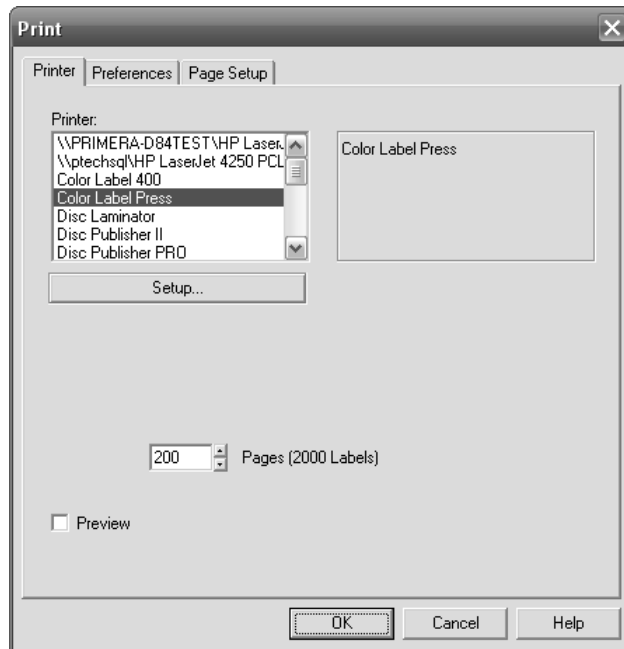 Print
Printer Preferences Page Setup
Printer:
\\PRIMERA-D84TEST\HP LaserJ
\\ptechsql\HP LaserJet 4250 PCL
Color Label 400
Color Label Press
Disc Laminator
Disc Publisher II
Disc Publisher PRO
Color Label Press
Setup...
200 Pages (2000 Labels)
Preview
OK Cancel Help